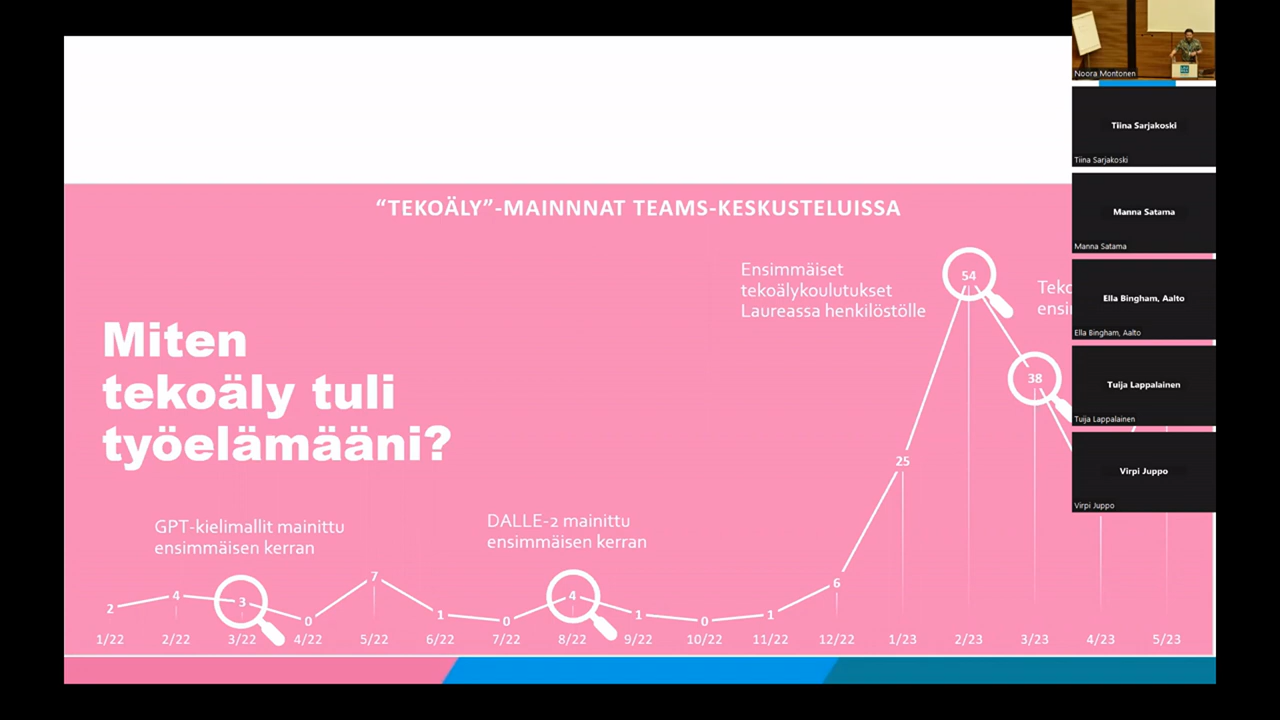 “TEKOÄLY”-MAINNNAT TEAMS-KESKUSTELUISSA
Miten
tekoäly tuli
työelämääni?
GPT-kielimallit mainittu
ensimmäisen kerran
DALLE-2 mainittu
ensimmäisen kerran
Ensimmäiset
tekoälykoulutukset
Laureassa henkilöstölle
2
4
3
0
7
1
0
4
1
0
1
6
25
54
38
1/22
2/22
3/22
4/22
5/22
6/22
7/22
8/22
9/22
10/22
11/22
12/22
1/23
2/23
3/23
4/23
5/23
Noora Montonen
Tiina Sarjakoski
Tiina Sarjakoski
Manna Satama
Manna Satama
Ella Bingham, Aalto
Ella Bingham, Aalto
Tuija Lappalainen
Tuija Lappalainen
Virpi Juppo
Virpi Juppo